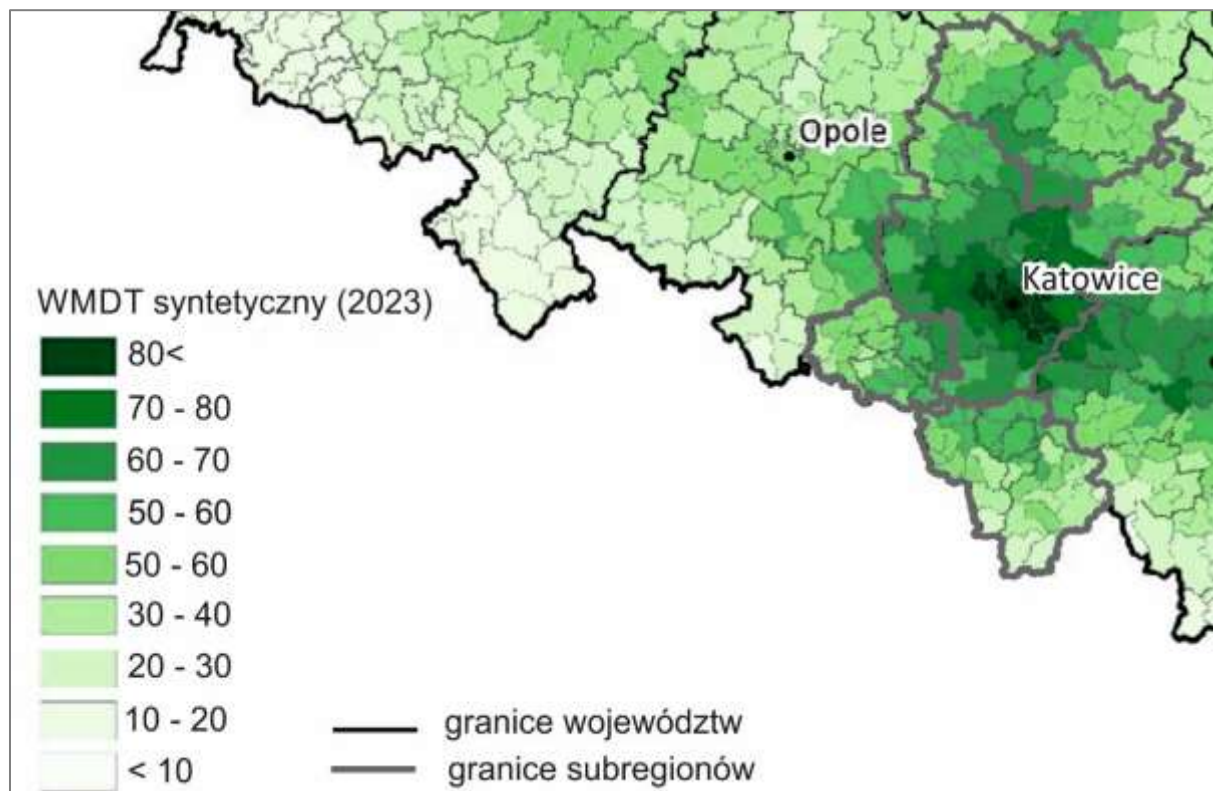 Opole
Katowice
WMDT syntetyczny (2023)
80<
70 - 80
60 - 70
50 - 60
50 - 60
30 - 40
20 - 30
10 - 20
< 10
granice województw
granice subregionów